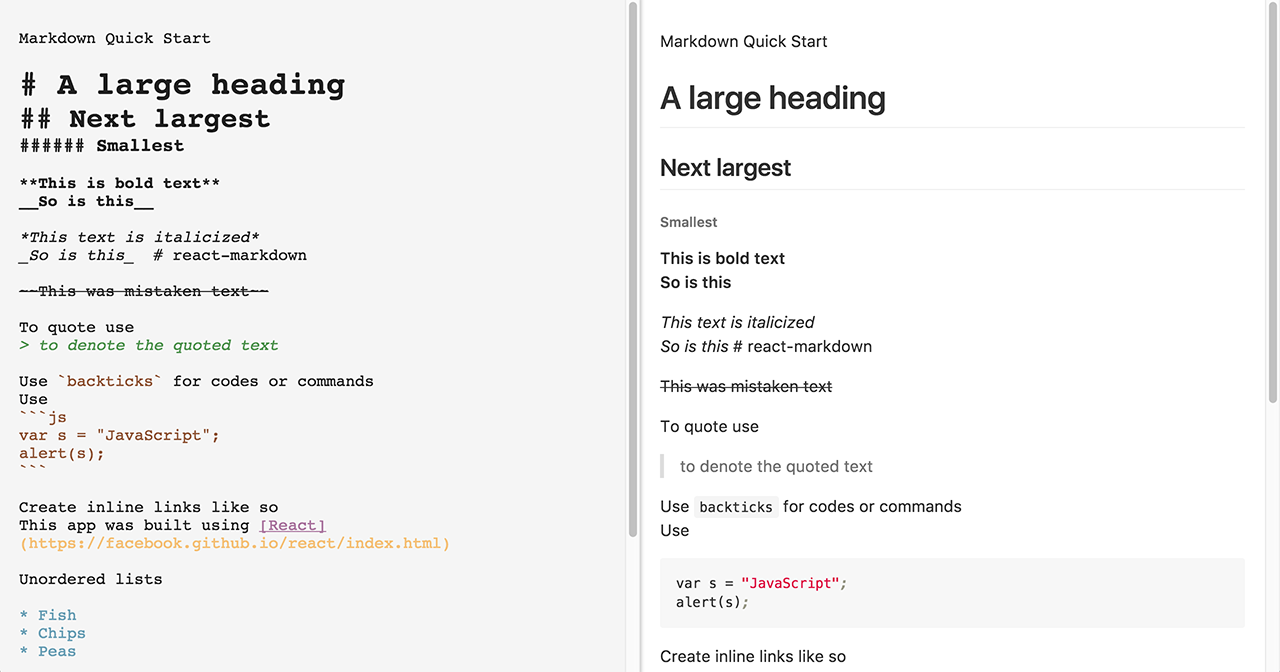 Markdown Quick Start
# A large heading
## Next largest
###### Smallest
**This is bold text**
__So is this__
*This text is italicized*
_So is this_  # react-markdown
~~This was mistaken text~~
To quote use
> to denote the quoted text
Use `backticks` for codes or commands
Use
```js
var s = "JavaScript";
alert(s);
```
Create inline links like so
This app was built using [React]
(https://facebook.github.io/react/index.html)
Unordered lists
* Fish
* Chips
* Peas
Markdown Quick Start
A large heading
Next largest
Smallest
This is bold text
So is this
This text is italicized
So is this # react-markdown
This was mistaken text
To quote use
to denote the quoted text
Use backticks for codes or commands
Use
var s = "JavaScript";
alert(s);
Create inline links like so